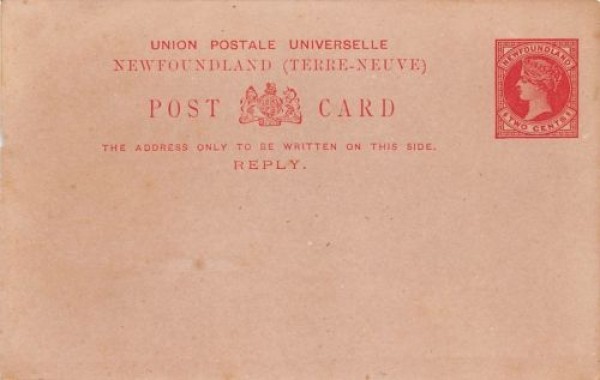 UNION POSTALE UNIVERSELLE
NEWFOUNDLAND (TERRE-NEUVE)
POST CARD
THE ADDRESS ONLY TO BE WRITTEN ON THIS SIDE.
REPLY.
NEWFOUNDLAND
TWO CENTS